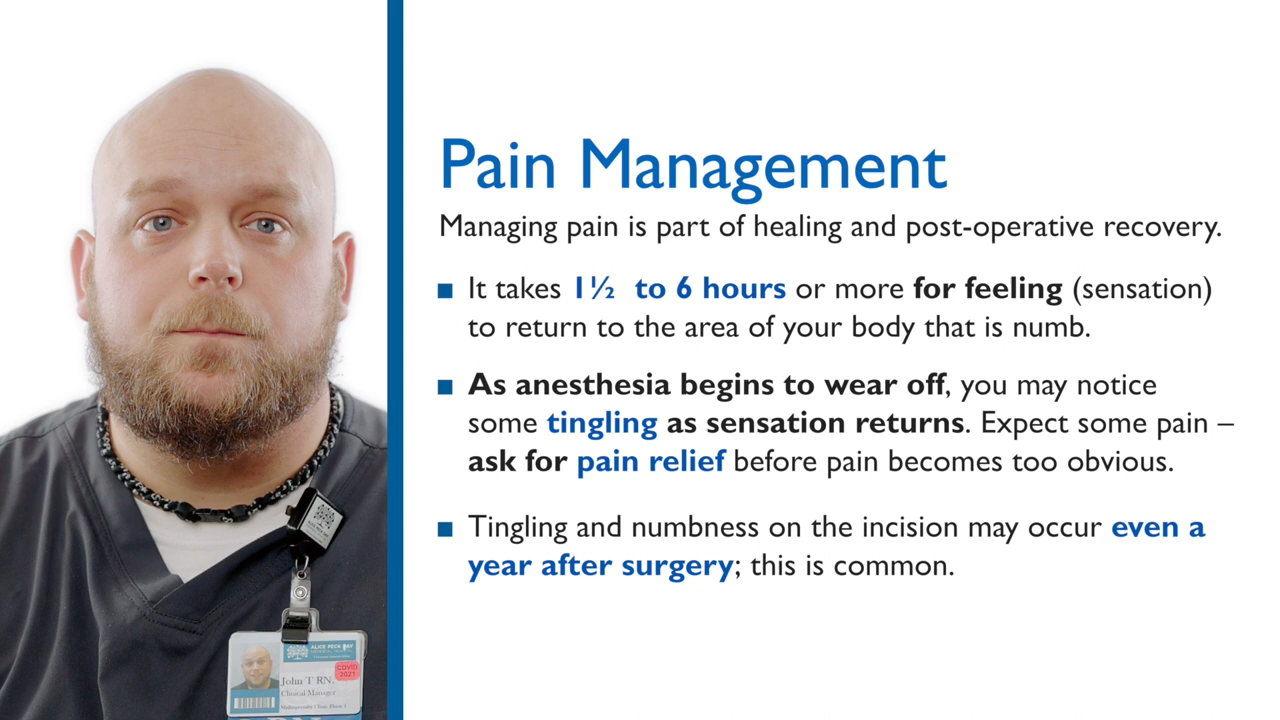 Pain Management
Managing pain is part of healing and post-operative recovery.
■ It takes 1½ to 6 hours or more for feeling (sensation)
to return to the area of your body that is numb.
■ As anesthesia begins to wear off, you may notice
some tingling as sensation returns. Expect some pain –
ask for pain relief before pain becomes too obvious.
■ Tingling and numbness on the incision may occur even a
year after surgery; this is common.
COVID
2021
John T RN.
Clinical Manager